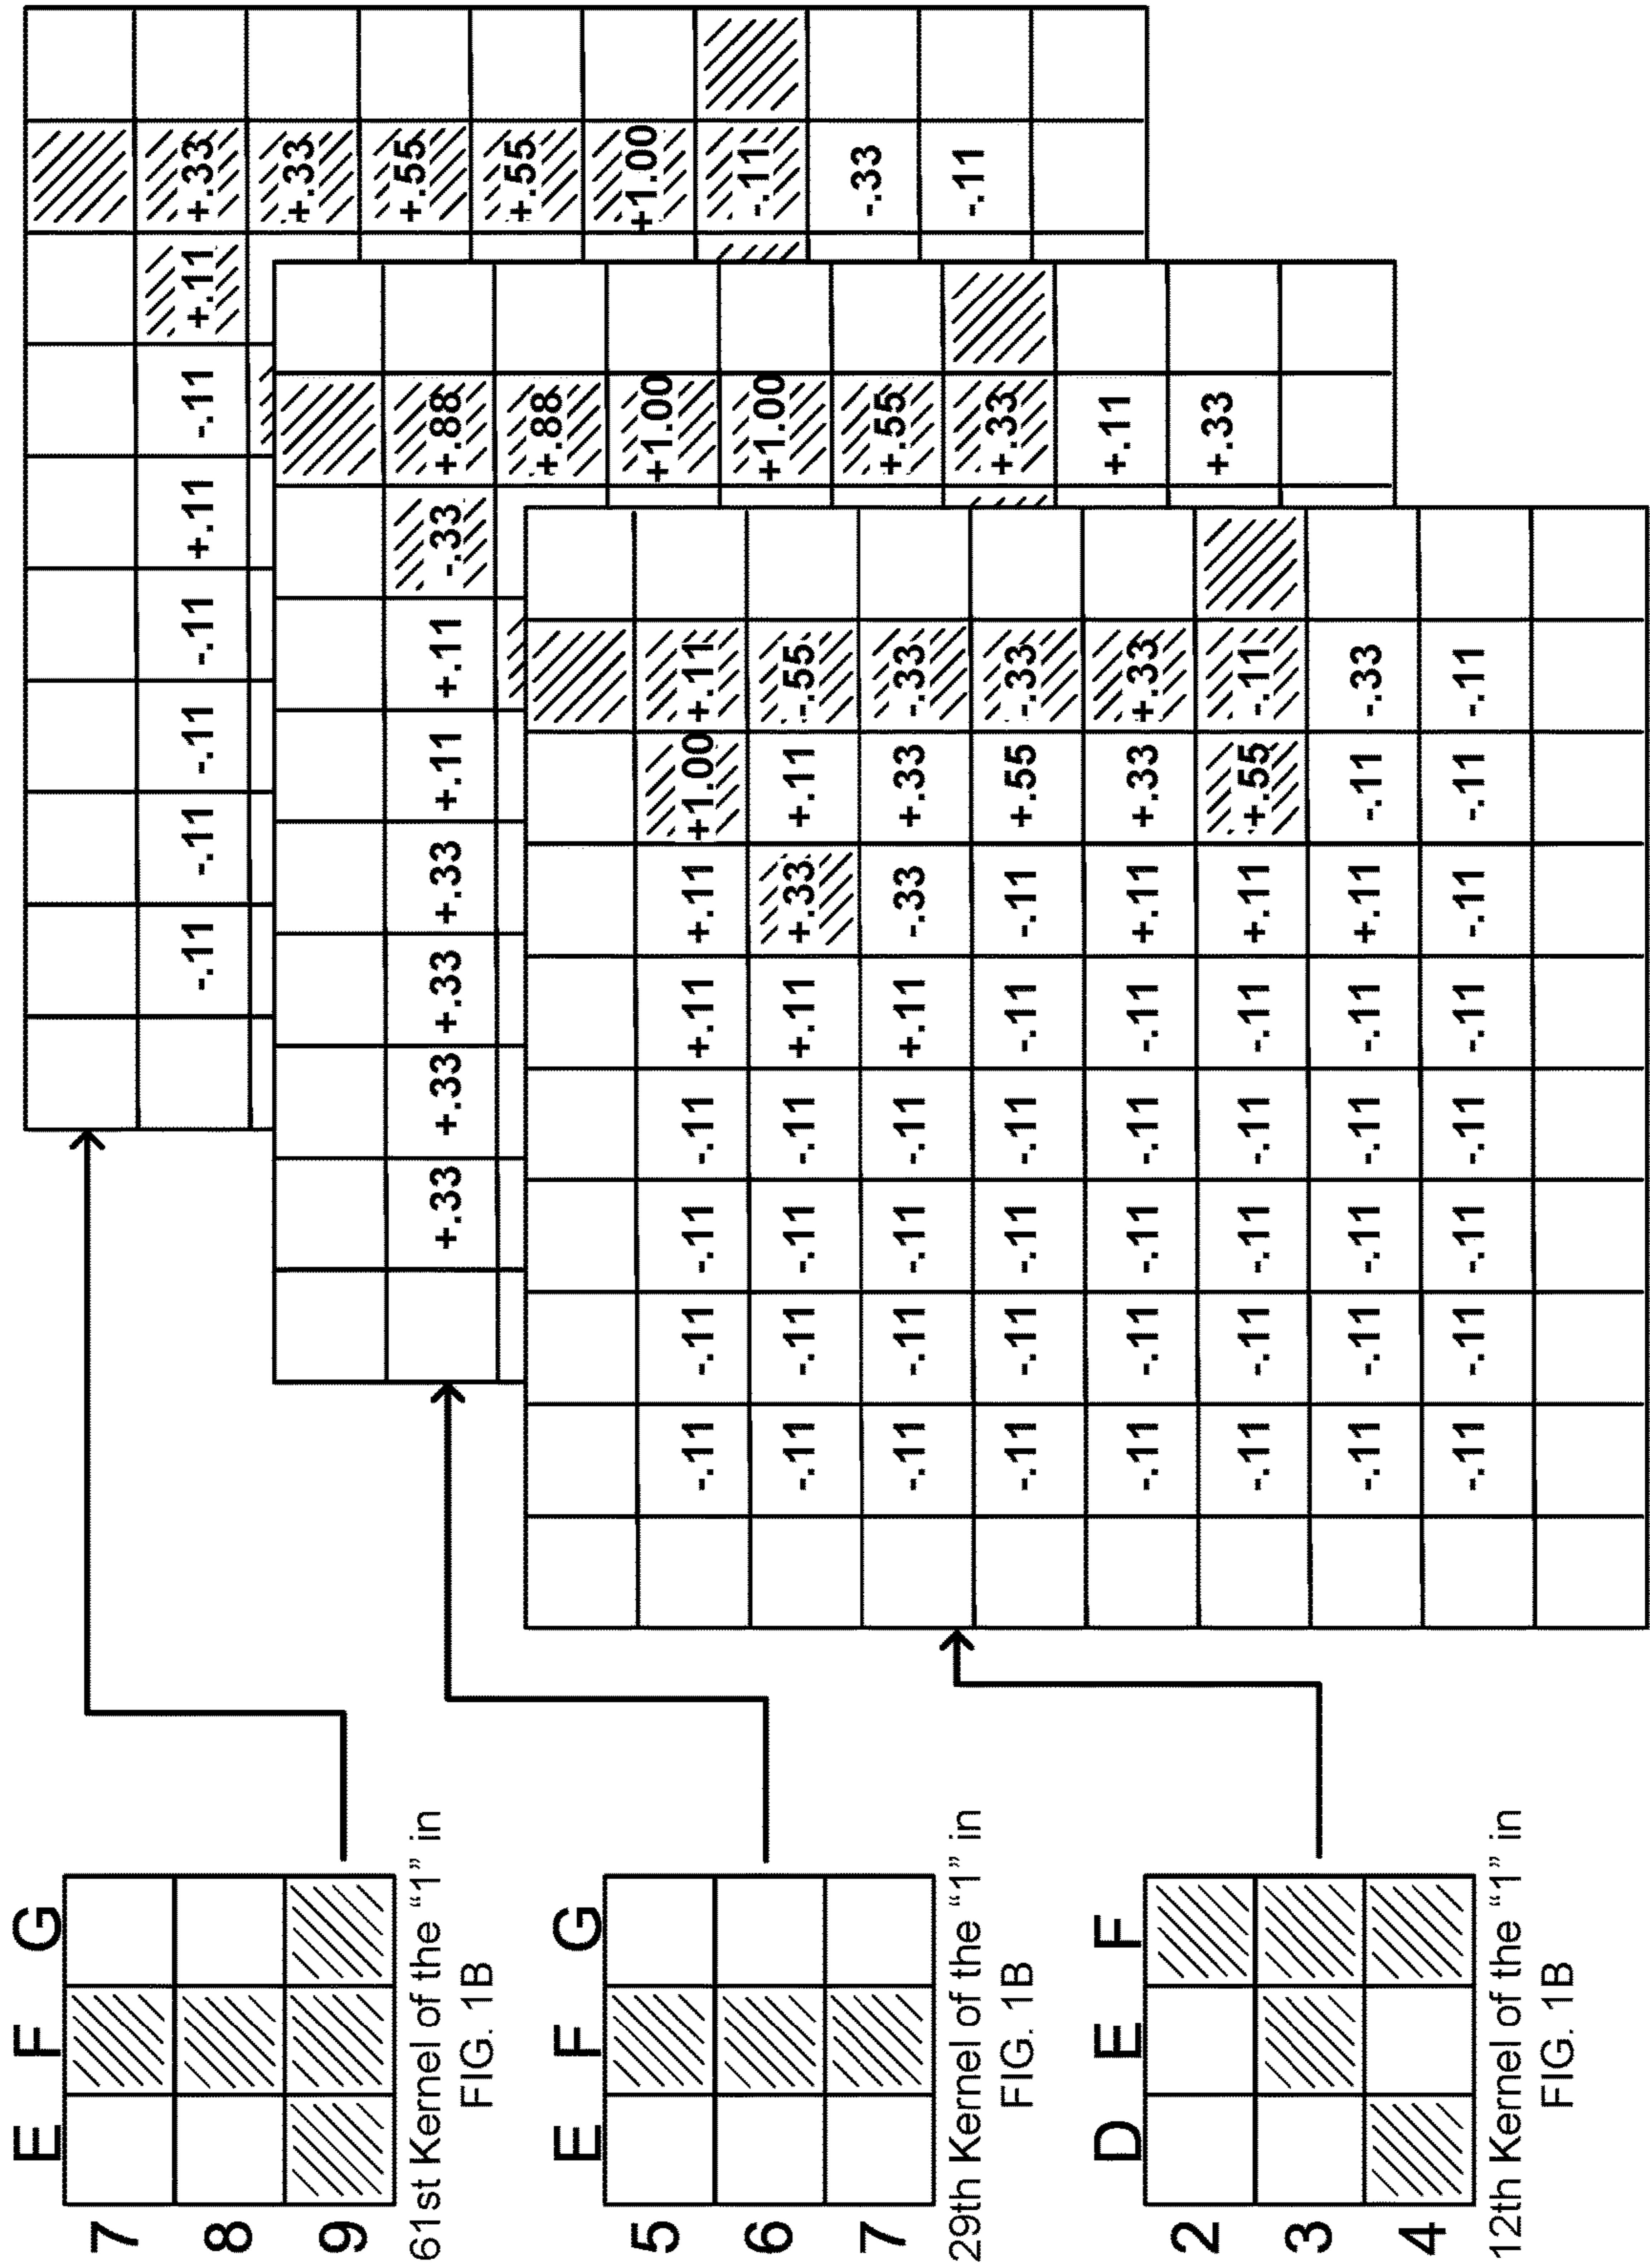 E F G
7
8
9
61st Kernel of the “1” in
FIG. 1B
E F G
5
6
7
29th Kernel of the “1” in
FIG. 1B
D E F
2
3
4
12th Kernel of the “1” in
FIG. 1B
-.11 -.11 -.11 -.11 +.11 -.11 +.11 +.33
+.33
+.55
+.55
+1.00
-.11
-.33
-.11
+.33 +.33 +.33 +.33 +.11 +.11 -.33 +.88
+.88
+1.00
+1.00
+.55
+.33
+.11
+.33
-.11 -.11 -.11 -.11 +.11 +.11 +1.00 +.11
-.11 -.11 -.11 -.11 +.11 +.33 +.11 -.55
-.11 -.11 -.11 -.11 +.11 -.33 +.33 -.33
-.11 -.11 -.11 -.11 -.11 -.11 +.55 -.33
-.11 -.11 -.11 -.11 -.11 +.11 +.33 +.33
-.11 -.11 -.11 -.11 -.11 +.11 +.55 -.11
-.11 -.11 -.11 -.11 -.11 +.11 -.11 -.33
-.11 -.11 -.11 -.11 -.11 -.11 -.11 -.11